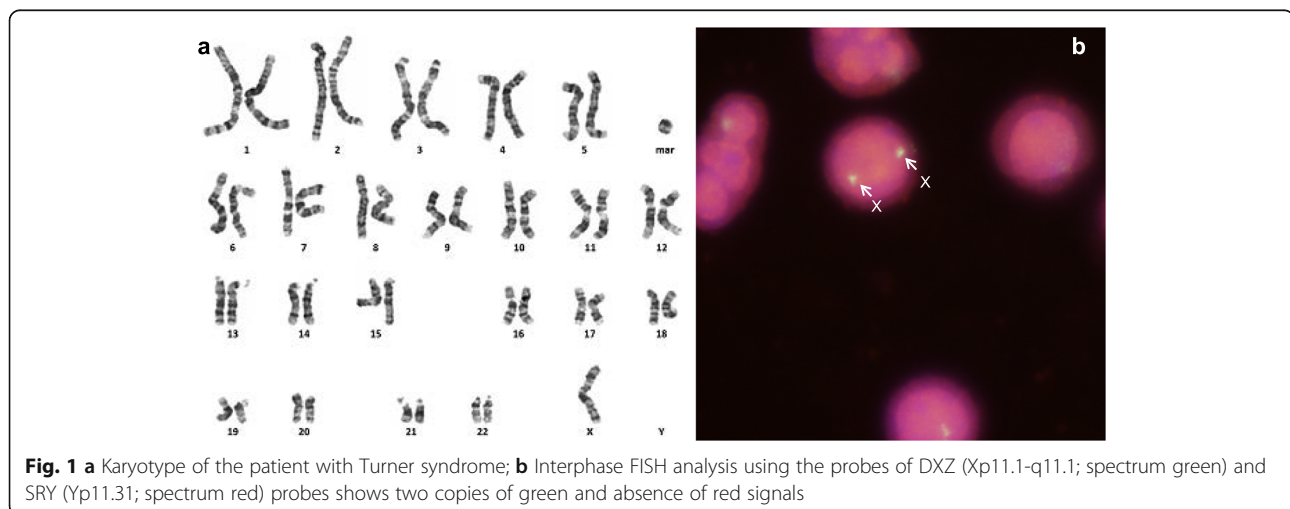 a
b
1 2 3 4 5 mar
6 7 8 9 10 11 12
13 14 15 16 17 18
19 20 21 22 X Y
X
X
Fig. 1 a Karyotype of the patient with Turner syndrome; b Interphase FISH analysis using the probes of DXZ (Xp11.1-q11.1; spectrum green) and
SRY (Yp11.31; spectrum red) probes shows two copies of green and absence of red signals